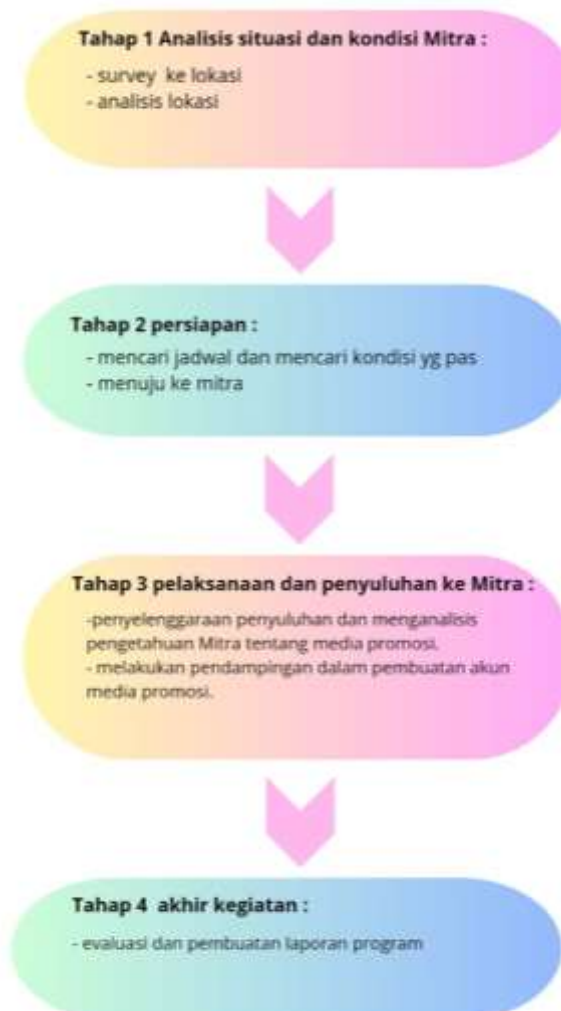 Tahap 1 Analisis situasi dan kondisi Mitra :
- survey ke lokasi
- analisis lokasi
Tahap 2 persiapan :
- mencari jadwal dan mencari kondisi yg pas
- menuju ke mitra
Tahap 3 pelaksanaan dan penyuluhan ke Mitra :
-penyelenggaraan penyuluhan dan menganalisis
pengetahuan Mitra tentang media promosi.
- melakukan pendampingan dalam pembuatan akun
media promosi.
Tahap 4 akhir kegiatan :
- evaluasi dan pembuatan laporan program